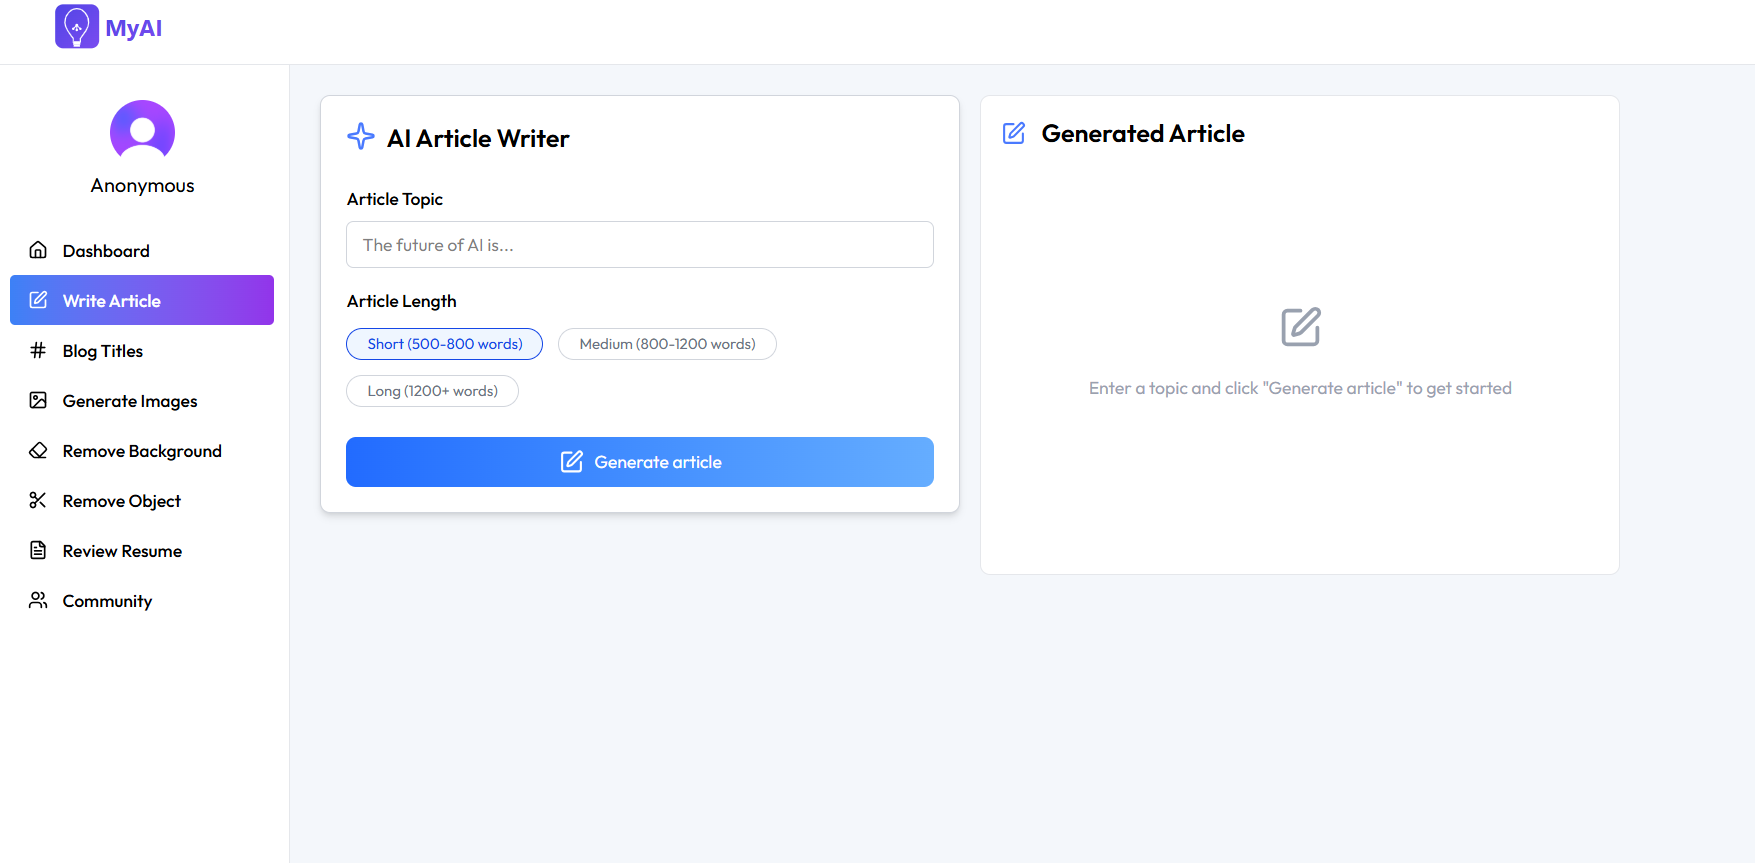 MyAI
Anonymous
Dashboard
Write Article
Blog Titles
Generate Images
Remove Background
Remove Object
Review Resume
Community
AI Article Writer
Article Topic
The future of AI is...
Article Length
Short (500-800 words)
Medium (800-1200 words)
Long (1200+ words)
Generate article
Generated Article
Enter a topic and click "Generate article" to get started